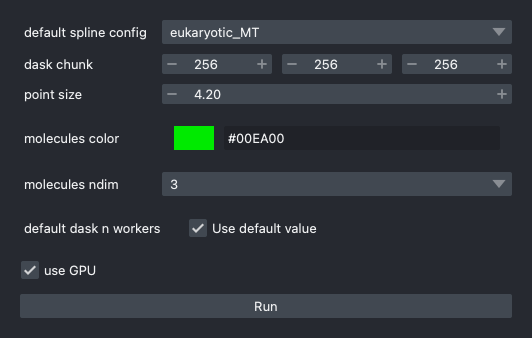 default spline config eukaryotic_MT
dask chunk − 256 + − 256 + − 256 +
point size − 4.20 +
molecules color #00EA00
molecules ndim 3
default dask n workers Use default value
use GPU
Run